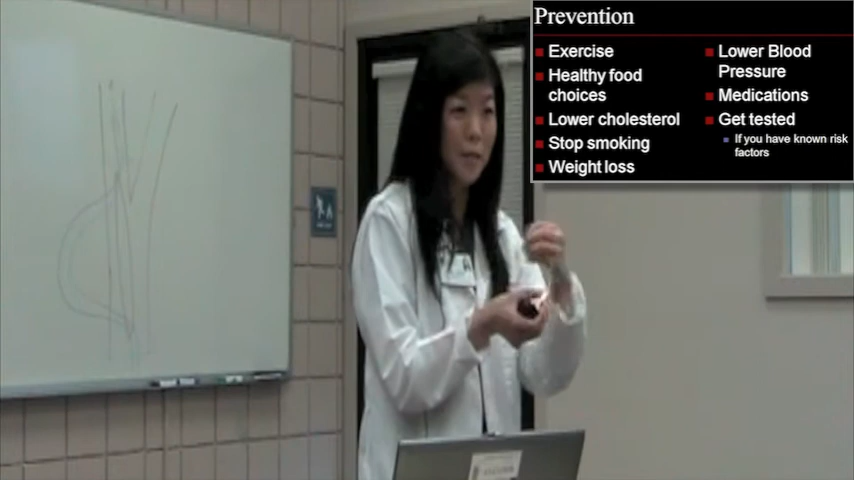 Prevention
Exercise
Healthy food
choices
Lower cholesterol
Stop smoking
Weight loss
Lower Blood
Pressure
Medications
Get tested
If you have known risk
factors